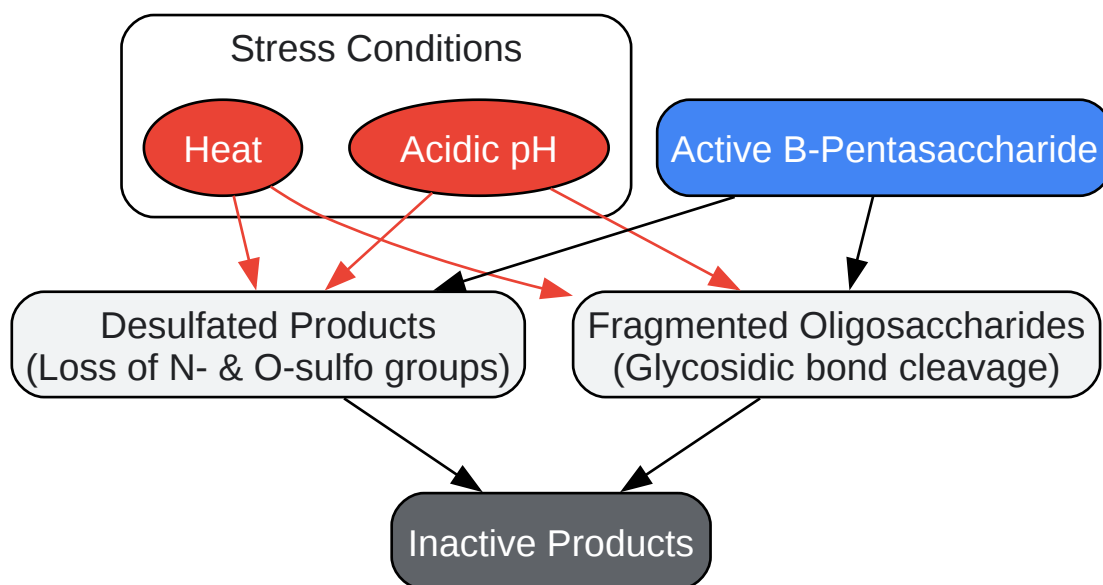 Stress Conditions
Heat
Acidic pH
Active B-Pentasaccharide
Desulfated Products
(Loss of N- & O-sulfo groups)
Fragmented Oligosaccharides
(Glycosidic bond cleavage)
Inactive Products